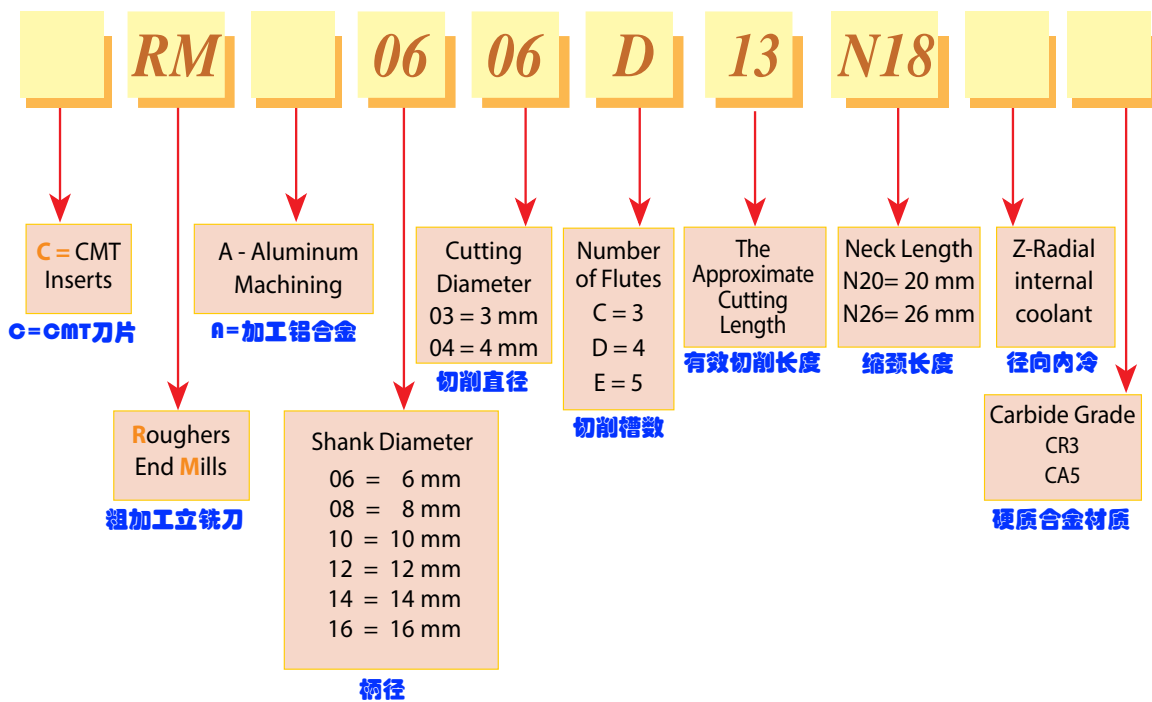 RM 06 06 D 13 N18
C = CMT
Inserts
C=CMT刀片
Roughers
End Mills
粗加工立铣刀
A - Aluminum
Machining
A=加工铝合金
Shank Diameter
06 = 6 mm
08 = 8 mm
10 = 10 mm
12 = 12 mm
14 = 14 mm
16 = 16 mm
柄径
Cutting
Diameter
03 = 3 mm
04 = 4 mm
切削直径
Number
of Flutes
C = 3
D = 4
E = 5
切削槽数
The
Approximate
Cutting
Length
有效切削长度
Neck Length
N20= 20 mm
N26= 26 mm
缩颈长度
Z-Radial
internal
coolant
径向内冷
Carbide Grade
CR3
CA5
硬质合金材质